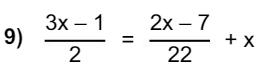 9) (3x – 1)/2 = (2x – 7)/22 + x